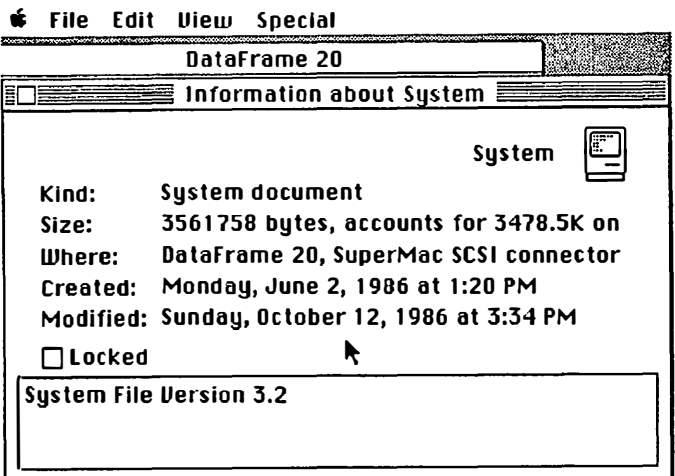 File Edit View Special
DataFrame 20
Information about System
System
Kind: System document
Size: 3561758 bytes, accounts for 3478.5K on
Where: DataFrame 20, SuperMac SCSI connector
Created: Monday, June 2, 1986 at 1:20 PM
Modified: Sunday, October 12, 1986 at 3:34 PM
Locked
System File Version 3.2